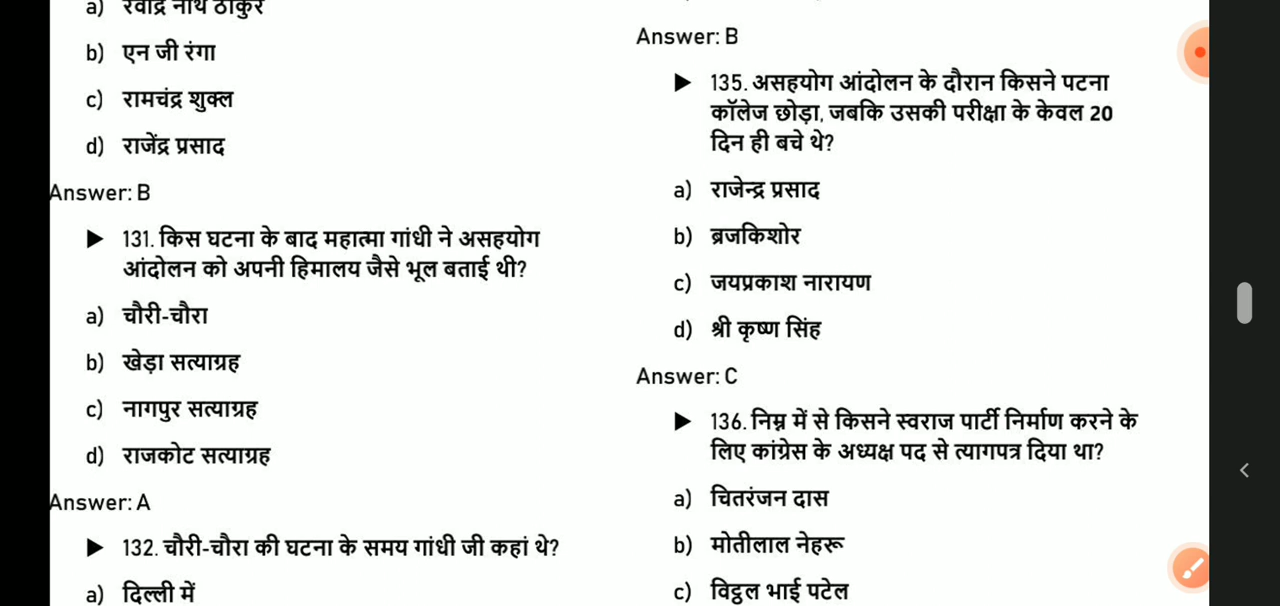 a) रवींद्र नाथ ठाकुर
b) एन जी रंगा
c) रामचंद्र शुक्ल
d) राजेंद्र प्रसाद
Answer: B
▶ 131. किस घटना के बाद महात्मा गांधी ने असहयोग
आंदोलन को अपनी हिमालय जैसे भूल बताई थी?
a) चौरी-चौरा
b) खेड़ा सत्याग्रह
c) नागपुर सत्याग्रह
d) राजकोट सत्याग्रह
Answer: A
▶ 132. चौरी-चौरा की घटना के समय गांधी जी कहां थे?
a) दिल्ली में
Answer: B
▶ 135. असहयोग आंदोलन के दौरान किसने पटना
कॉलेज छोड़ा, जबकि उसकी परीक्षा के केवल 20
दिन ही बचे थे?
a) राजेन्द्र प्रसाद
b) ब्रजकिशोर
c) जयप्रकाश नारायण
d) श्री कृष्ण सिंह
Answer: C
▶ 136. निम्न में से किसने स्वराज पार्टी निर्माण करने के
लिए कांग्रेस के अध्यक्ष पद से त्यागपत्र दिया था?
a) चितरंजन दास
b) मोतीलाल नेहरू
c) विट्ठल भाई पटेल